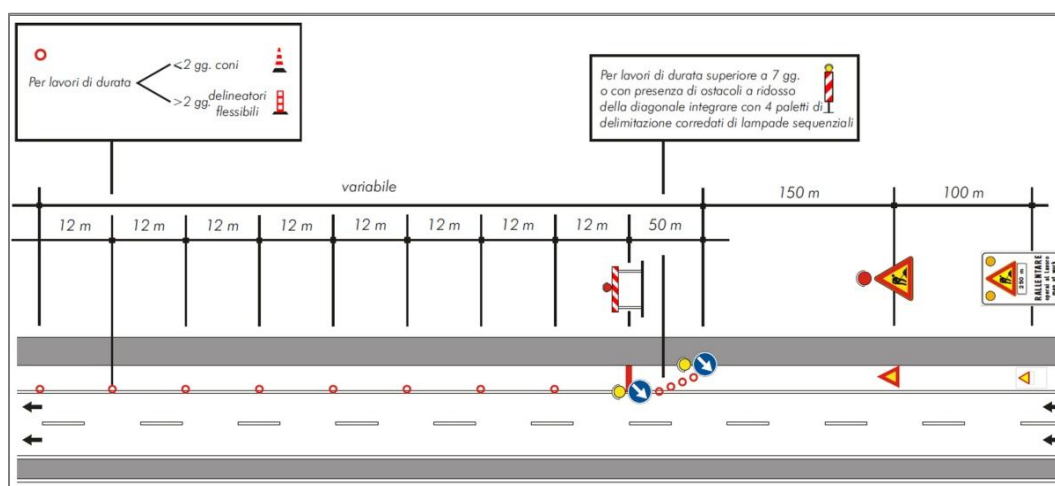 <2 gg. coni
Per lavori di durata
>2 gg. delineatori
flessibili
Per lavori di durata superiore a 7 gg.
o con presenza di ostacoli a ridosso
della diagonale integrare con 4 paletti di
delimitazione corredati di lampade sequenziali
variabile
150 m
100 m
12 m
12 m
12 m
12 m
12 m
12 m
12 m
12 m
50 m
RALLENTARE
250 m